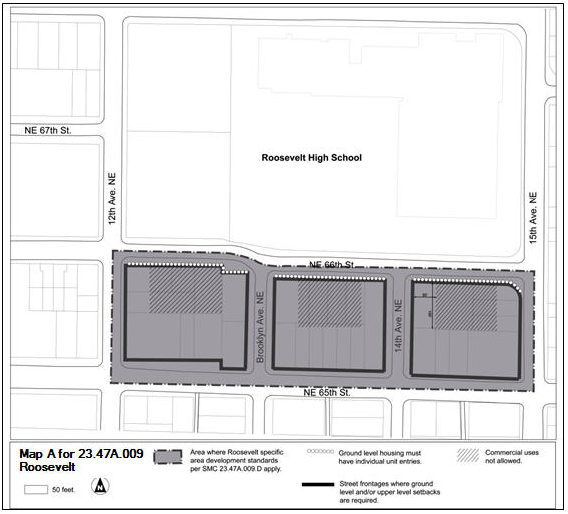 NE 67th St.
Roosevelt High School
12th Ave. NE
15th Ave. NE
NE 66th St.
Brooklyn Ave. NE
14th Ave. NE
NE 65th St.
Map A for 23.47A.009
Roosevelt
Area where Roosevelt specific
area development standards
per SMC 23.47A.009.D apply.
Ground level housing must
have individual unit entries.
Commercial uses
not allowed.
50 feet.
N
Street frontages where ground
level and/or upper level setbacks
are required.